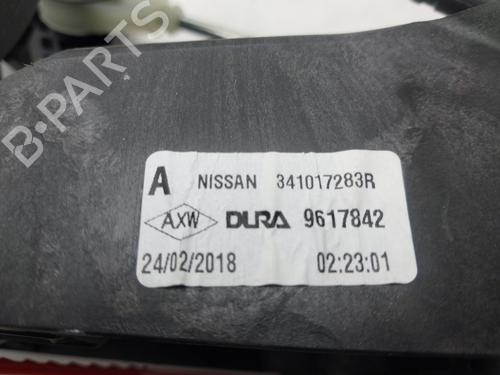 B-PARTS
A NISSAN 341017283R
AXW DURA 9617842
24/02/2018 02:23:01